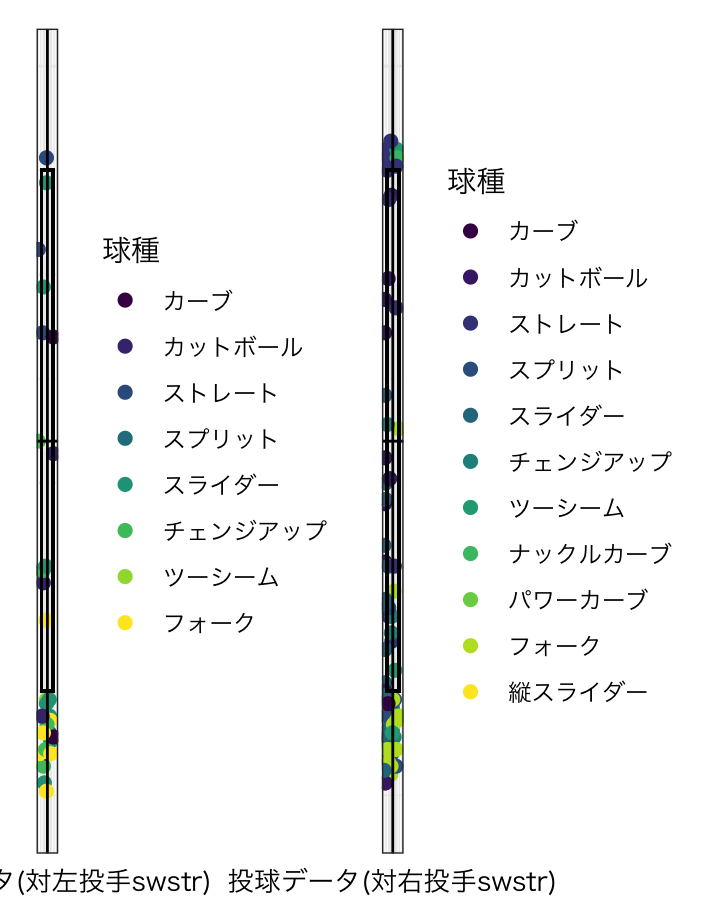 球種
カーブ
カットボール
ストレート
スプリット
スライダー
チェンジアップ
ツーシーム
フォーク
タ(対左投手swstr)
球種
カーブ
カットボール
ストレート
スプリット
スライダー
チェンジアップ
ツーシーム
ナックルカーブ
パワーカーブ
フォーク
縦スライダー
投球データ(対右投手swstr)